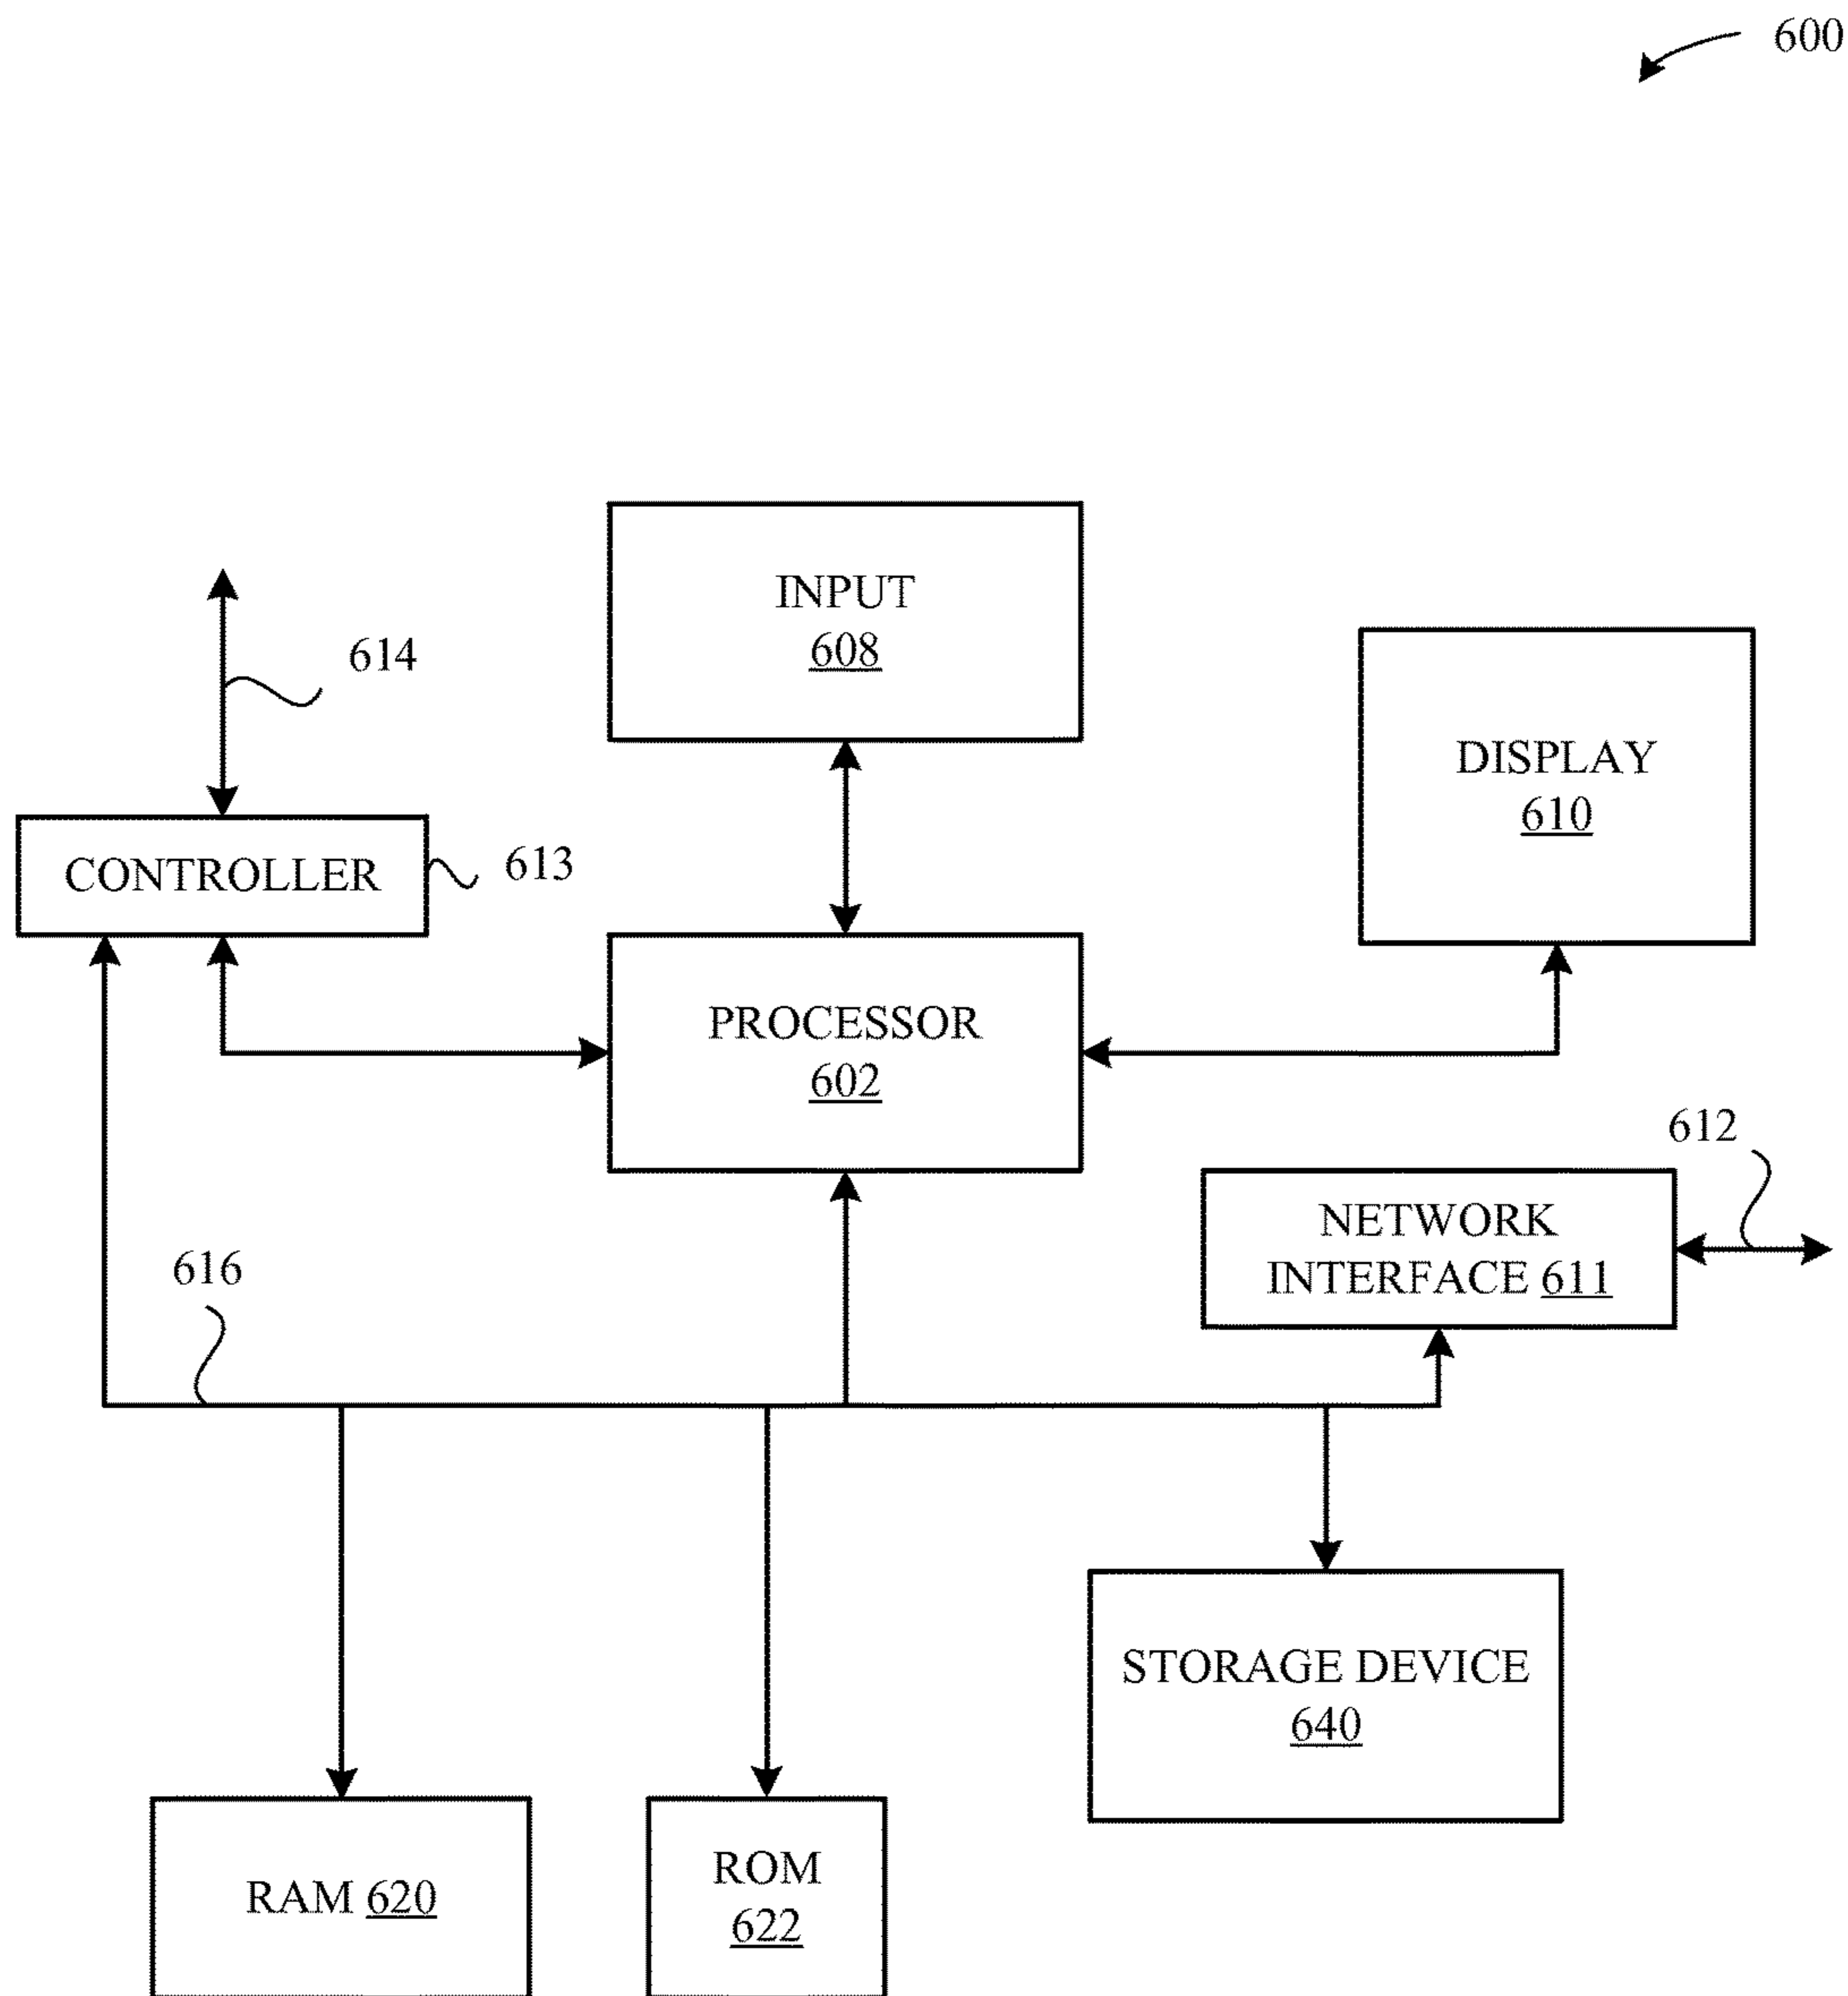 600
INPUT
608
614
DISPLAY
610
CONTROLLER
613
PROCESSOR
602
612
NETWORK
INTERFACE 611
616
STORAGE DEVICE
640
RAM 620
ROM
622